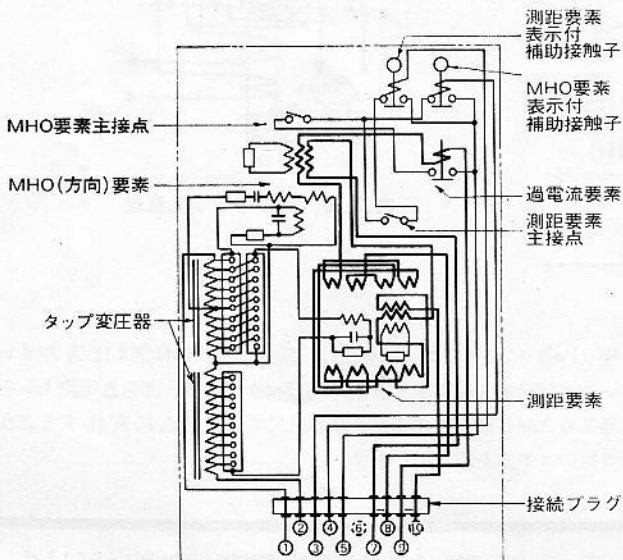 測距要素
表示付
補助接触子
MHO要素
表示付
補助接触子
MHO要素主接点
MHO(方向)要素
過電流要素
測距要素
主接点
タップ変圧器
測距要素
接続プラグ
① ② ③ ④ ⑤ ⑥ ⑦ ⑧ ⑨ ⑩